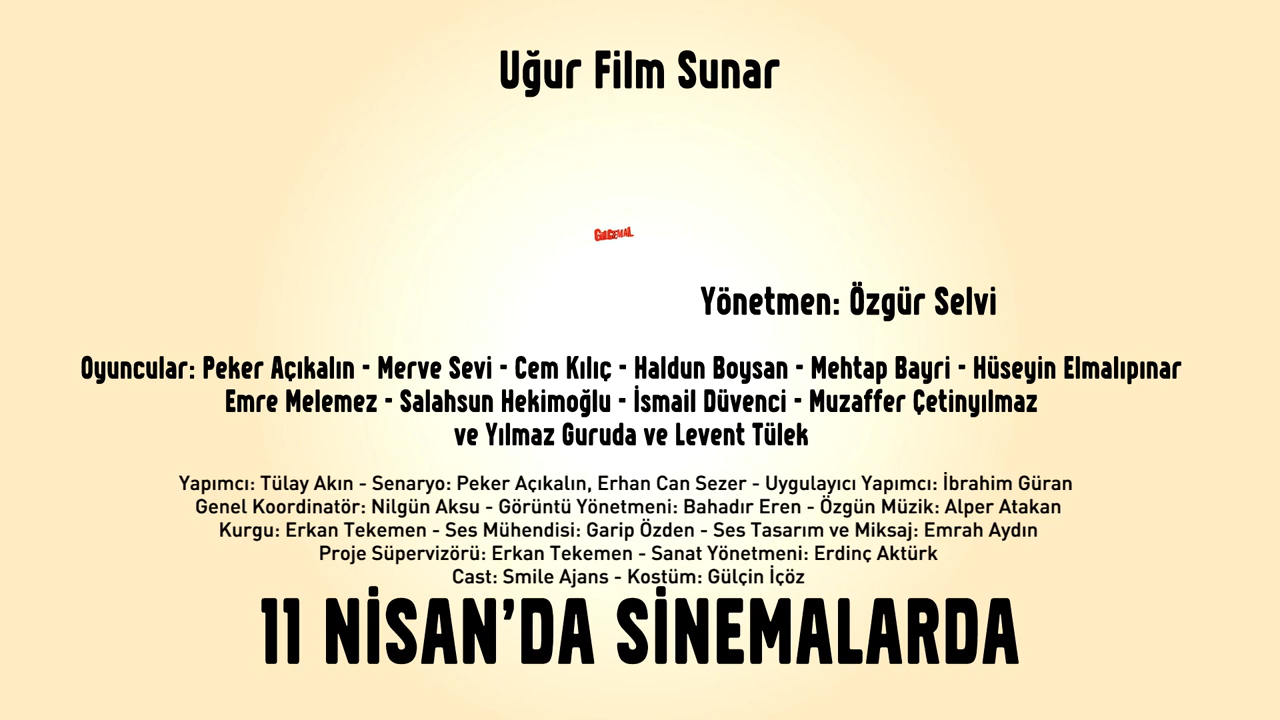 Uğur Film Sunar
GÜLCEMAL
Yönetmen: Özgür Selvi
Oyuncular: Peker Açıkalın - Merve Sevi - Cem Kılıç - Haldun Boysan - Mehtap Bayri - Hüseyin Elmalıpınar
Emre Melemez - Salahsun Hekimoğlu - İsmail Düvenci - Muzaffer Çetinyılmaz
ve Yılmaz Guruda ve Levent Tülek
Yapımcı: Tülay Akın - Senaryo: Peker Açıkalın, Erhan Can Sezer - Uygulayıcı Yapımcı: İbrahim Güran
Genel Koordinatör: Nilgün Aksu - Görüntü Yönetmeni: Bahadır Eren - Özgün Müzik: Alper Atakan
Kurgu: Erkan Tekemen - Ses Mühendisi: Garip Özden - Ses Tasarım ve Miksaj: Emrah Aydın
Proje Süpervizörü: Erkan Tekemen - Sanat Yönetmeni: Erdinç Aktürk
Cast: Smile Ajans - Kostüm: Gülçin İçöz
11 NİSAN'DA SİNEMALARDA